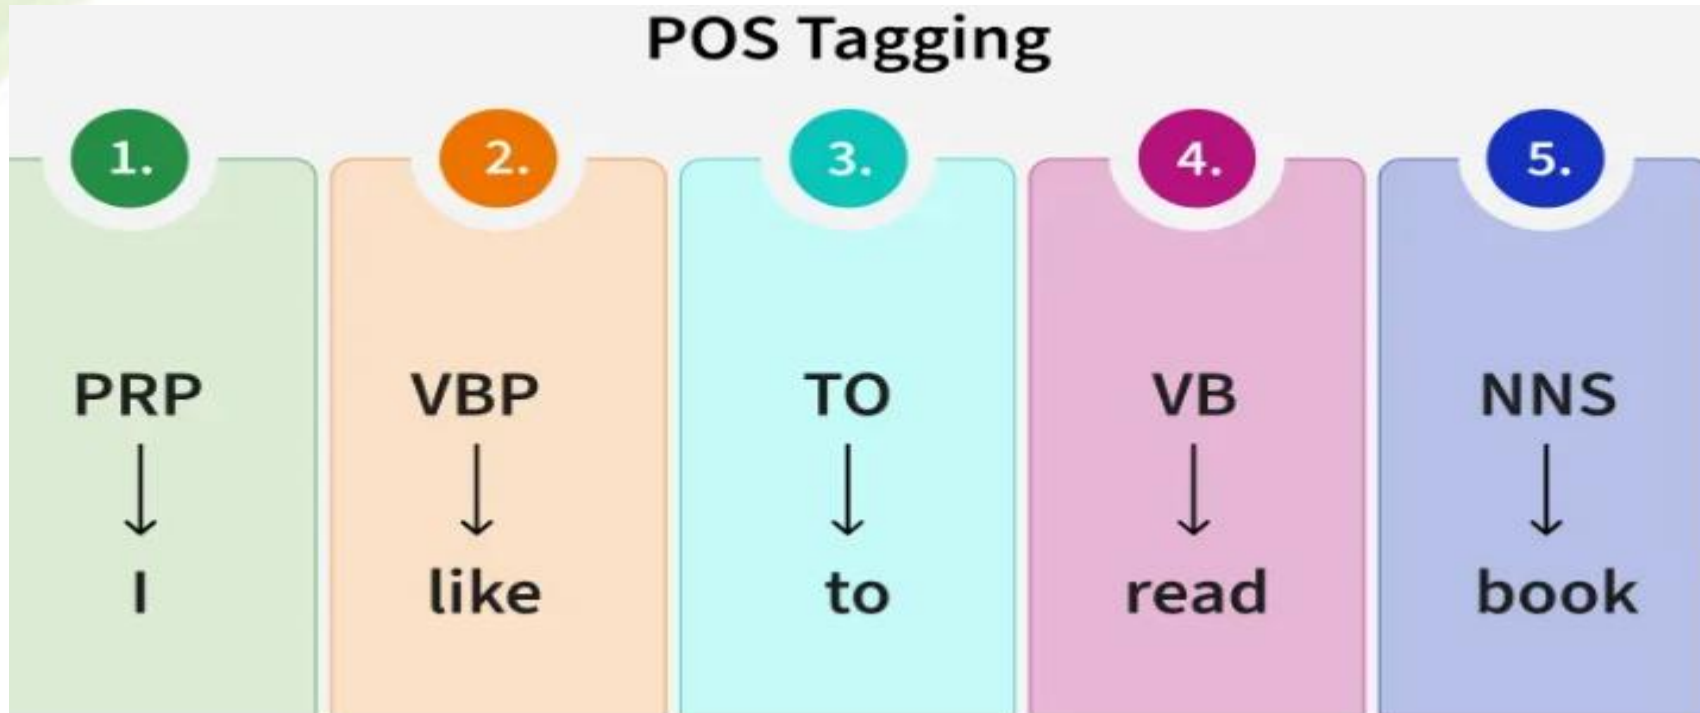 POS Tagging
1. 2. 3. 4. 5.
PRP VBP TO VB NNS
I like to read book